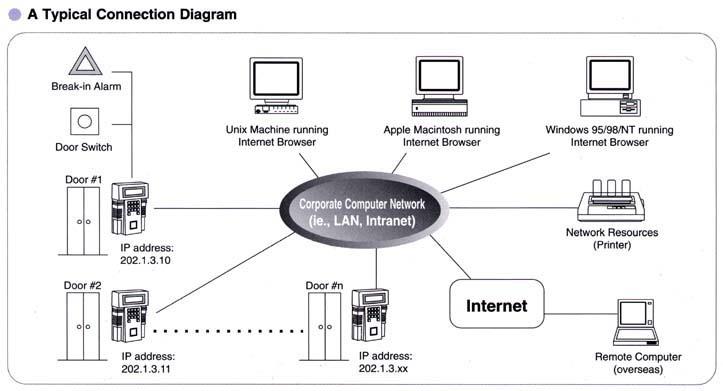 A Typical Connection Diagram
Break-in Alarm
Door Switch
Unix Machine running
Internet Browser
Apple Macintosh running
Internet Browser
Windows 95/98/NT running
Internet Browser
Door #1
IP address:
202.1.3.10
Corporate Computer Network
(ie., LAN, Intranet)
Network Resources
(Printer)
Door #2
IP address:
202.1.3.11
Door #n
IP address:
202.1.3.xx
Internet
Remote Computer
(overseas)